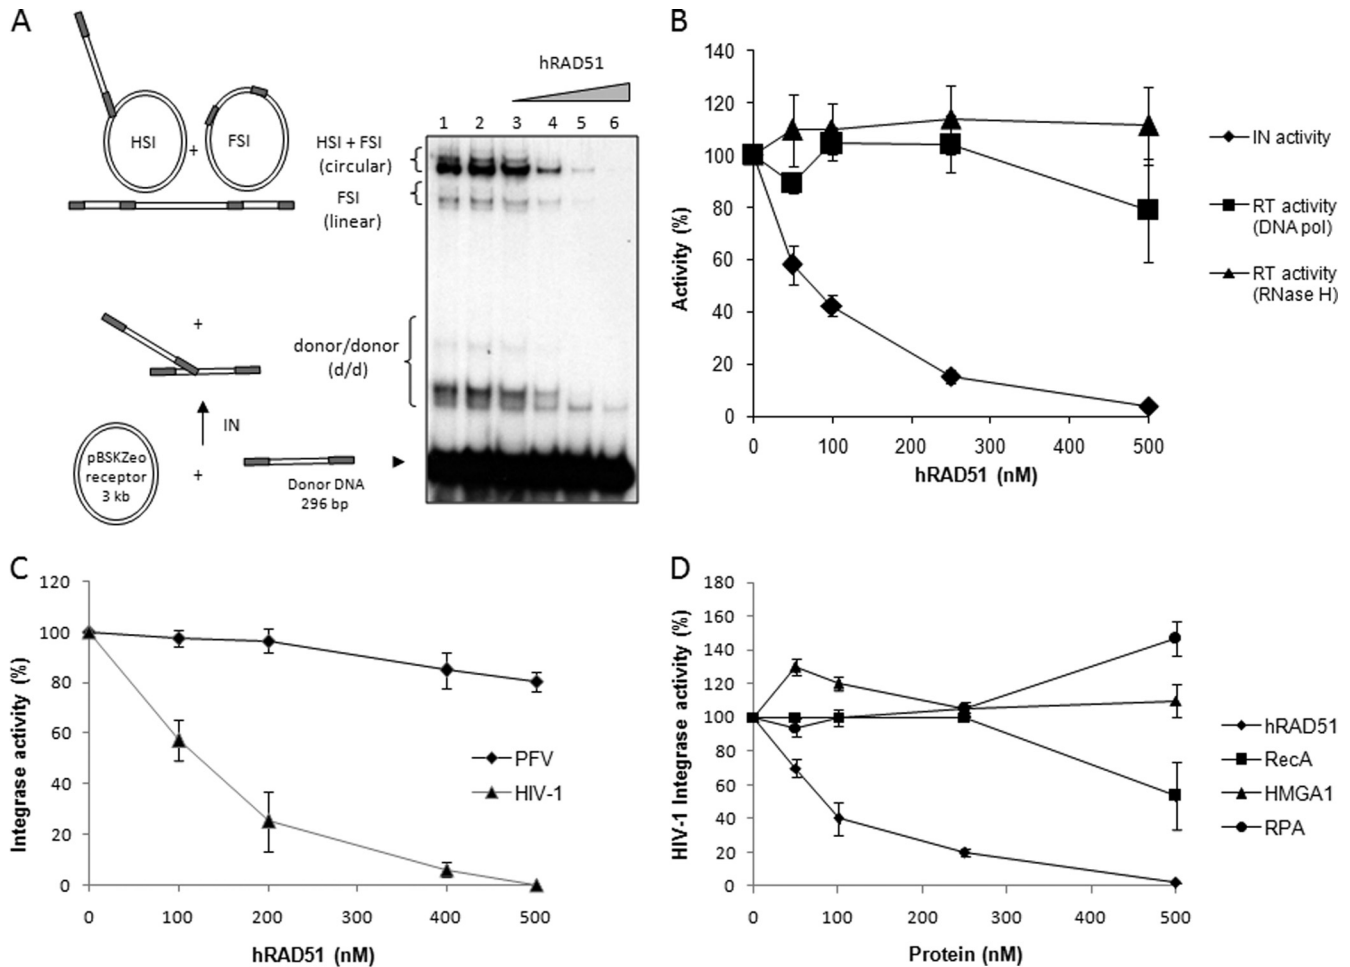 A
HSI
+
FSI
HSI + FSI
(circular)
FSI
(linear)
+
donor/donor
(d/d)
IN
pBSKZeo
receptor
3 kb
+
Donor DNA
296 bp
hRAD51
1 2 3 4 5 6
B
140
120
100
80
60
40
20
0
Activity (%)
0 100 200 300 400 500
hRAD51 (nM)
IN activity
RT activity
(DNA pol)
RT activity
(RNase H)
C
120
100
80
60
40
20
0
Integrase activity (%)
0 100 200 300 400 500
hRAD51 (nM)
PFV
HIV-1
D
180
160
140
120
100
80
60
40
20
0
HIV-1 Integrase activity (%)
0 100 200 300 400 500
Protein (nM)
hRAD51
RecA
HMGA1
RPA